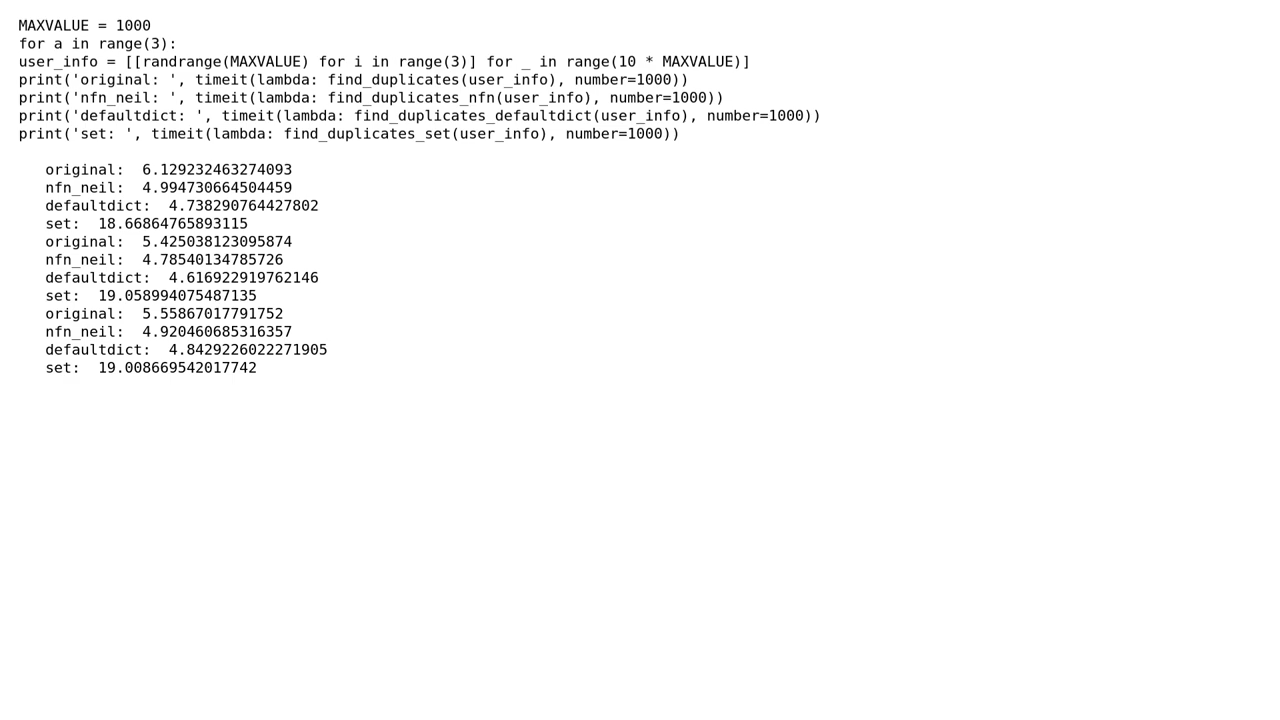 MAXVALUE = 1000
for a in range(3):
user_info = [[randrange(MAXVALUE) for i in range(3)] for _ in range(10 * MAXVALUE)]
print('original: ', timeit(lambda: find_duplicates(user_info), number=1000))
print('nfn_neil: ', timeit(lambda: find_duplicates_nfn(user_info), number=1000))
print('defaultdict: ', timeit(lambda: find_duplicates_defaultdict(user_info), number=1000))
print('set: ', timeit(lambda: find_duplicates_set(user_info), number=1000))

   original:  6.129232463274093
   nfn_neil:  4.994730664504459
   defaultdict:  4.738290764427802
   set:  18.66864765893115
   original:  5.425038123095874
   nfn_neil:  4.78540134785726
   defaultdict:  4.616922919762146
   set:  19.058994075487135
   original:  5.55867017791752
   nfn_neil:  4.920460685316357
   defaultdict:  4.8429226022271905
   set:  19.008669542017742